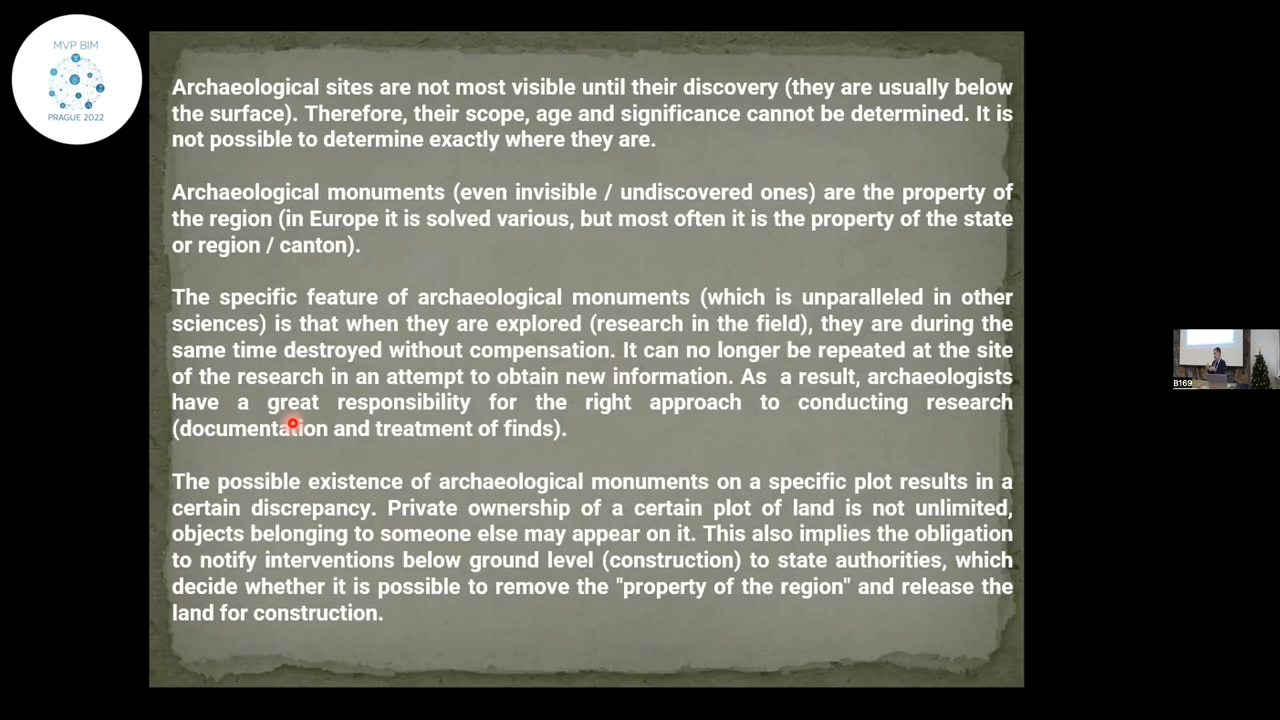 MVP BIM
PRAGUE 2022
Archaeological sites are not most visible until their discovery (they are usually below
the surface). Therefore, their scope, age and significance cannot be determined. It is
not possible to determine exactly where they are.
Archaeological monuments (even invisible / undiscovered ones) are the property of
the region (in Europe it is solved various, but most often it is the property of the state
or region / canton).
The specific feature of archaeological monuments (which is unparalleled in other
sciences) is that when they are explored (research in the field), they are during the
same time destroyed without compensation. It can no longer be repeated at the site
of the research in an attempt to obtain new information. As a result, archaeologists
have a great responsibility for the right approach to conducting research
(documentation and treatment of finds).
The possible existence of archaeological monuments on a specific plot results in a
certain discrepancy. Private ownership of a certain plot of land is not unlimited,
objects belonging to someone else may appear on it. This also implies the obligation
to notify interventions below ground level (construction) to state authorities, which
decide whether it is possible to remove the "property of the region" and release the
land for construction.
B169